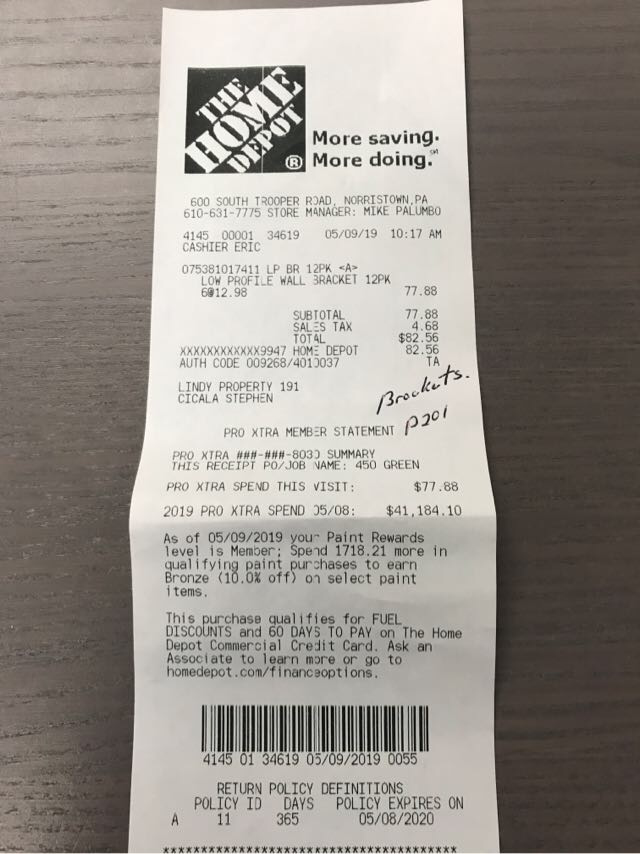 THE
HOME
DEPOT
®
More saving.
More doing.℠
600 SOUTH TROOPER ROAD, NORRISTOWN,PA
610-631-7775 STORE MANAGER: MIKE PALUMBO
4145 00001 34619 05/09/19 10:17 AM
CASHIER ERIC
075381017411 LP BR 12PK <A>
LOW PROFILE WALL BRACKET 12PK
6@12.98 77.88
SUBTOTAL 77.88
SALES TAX 4.68
TOTAL $82.56
XXXXXXXXXXXX9947 HOME DEPOT 82.56
AUTH CODE 009268/4010037 TA
LINDY PROPERTY 191
CICALA STEPHEN
Brackets.
P201
PRO XTRA MEMBER STATEMENT
PRO XTRA ###-###-8030 SUMMARY
THIS RECEIPT PO/JOB NAME: 450 GREEN
PRO XTRA SPEND THIS VISIT: $77.88
2019 PRO XTRA SPEND 05/08: $41,184.10
As of 05/09/2019 your Paint Rewards
level is Member; Spend 1718.21 more in
qualifying paint purchases to earn
Bronze (10.0% off) on select paint
items.
This purchase qualifies for FUEL
DISCOUNTS and 60 DAYS TO PAY on The Home
Depot Commercial Credit Card. Ask an
Associate to learn more or go to
homedepot.com/financeoptions.
4145 01 34619 05/09/2019 0055
RETURN POLICY DEFINITIONS
POLICY ID DAYS POLICY EXPIRES ON
A 11 365 05/08/2020
******************************************